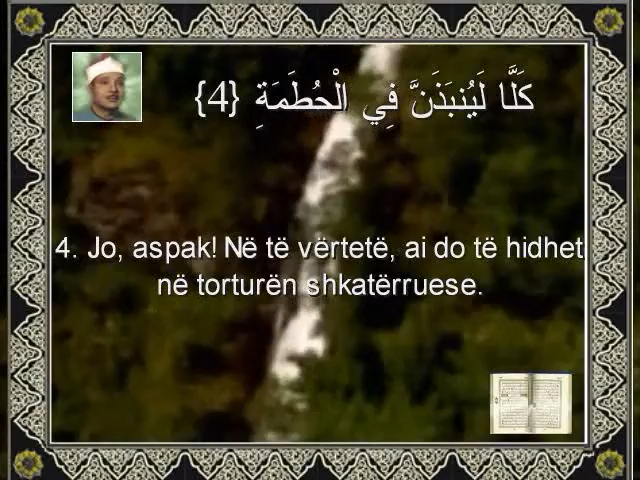 كَلَّا لَيُنبَذَنَّ فِي الْحُطَمَةِ {4}
4. Jo, aspak! Në të vërtetë, ai do të hidhet
në torturën shkatërruese.